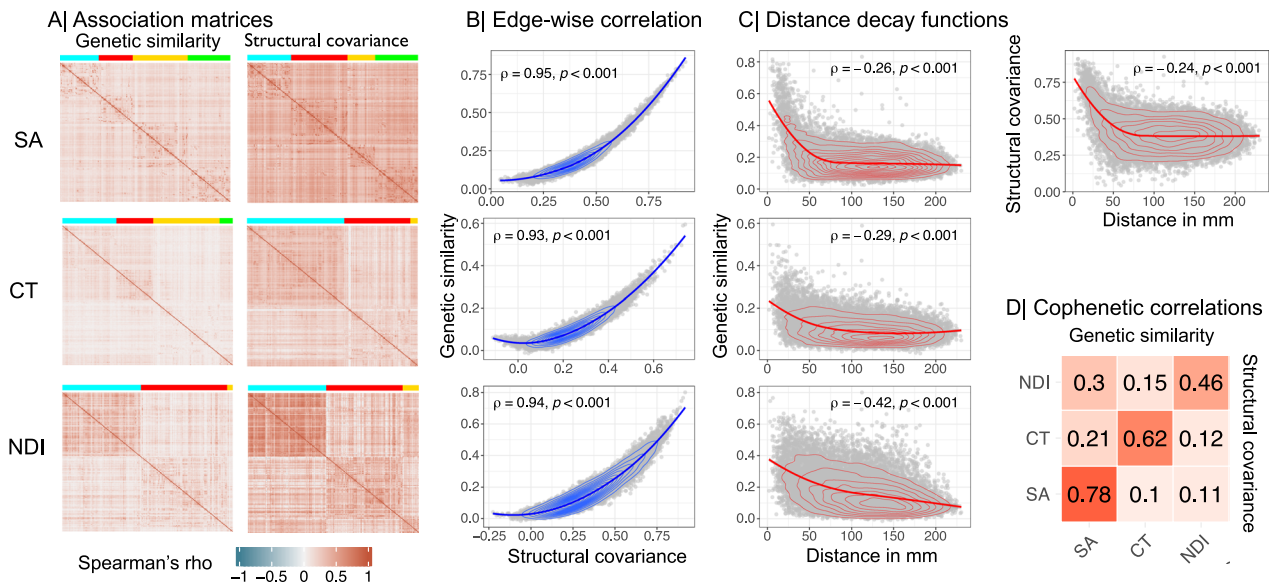 A| Association matrices
Genetic similarity
Structural covariance
SA
CT
NDI
Spearman's rho
−1
−0.5
0
0.5
1
B| Edge-wise correlation
ρ = 0.95, p < 0.001
0.75
0.50
0.25
0.00
0.00
0.25
0.50
0.75
Genetic similarity
ρ = 0.93, p < 0.001
0.6
0.4
0.2
0.0
0.0
0.2
0.4
0.6
ρ = 0.94, p < 0.001
0.8
0.6
0.4
0.2
0.0
−0.25
0.00
0.25
0.50
0.75
Structural covariance
C| Distance decay functions
ρ = −0.26, p < 0.001
0.8
0.6
0.4
0.2
0.0
0
50
100
150
200
Genetic similarity
ρ = −0.29, p < 0.001
0.6
0.4
0.2
0.0
0
50
100
150
200
ρ = −0.42, p < 0.001
0.8
0.6
0.4
0.2
0.0
0
50
100
150
200
Distance in mm
Structural covariance
ρ = −0.24, p < 0.001
0.75
0.50
0.25
0.00
0
50
100
150
200
Distance in mm
D| Cophenetic correlations
Genetic similarity
Structural covariance
NDI 0.3 0.15 0.46
CT 0.21 0.62 0.12
SA 0.78 0.1 0.11
SA CT NDI